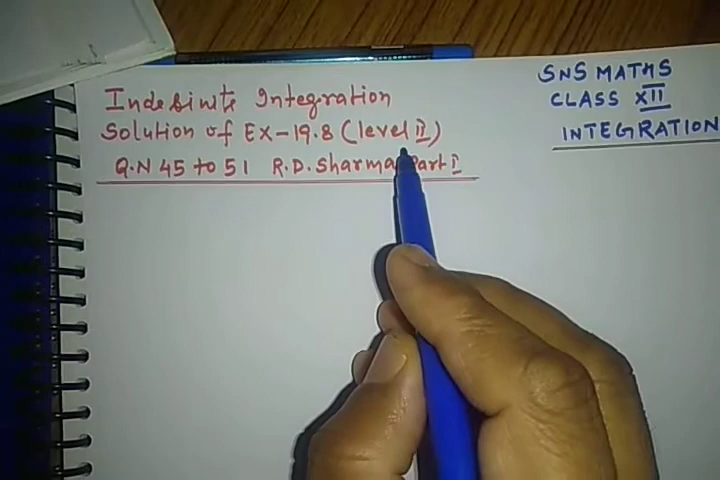 Indefinite Integration
Solution of EX-19.8 (level II)
Q.N 45 to 51 R.D. Sharma Part I
SNS MATHS
CLASS XII
INTEGRATION